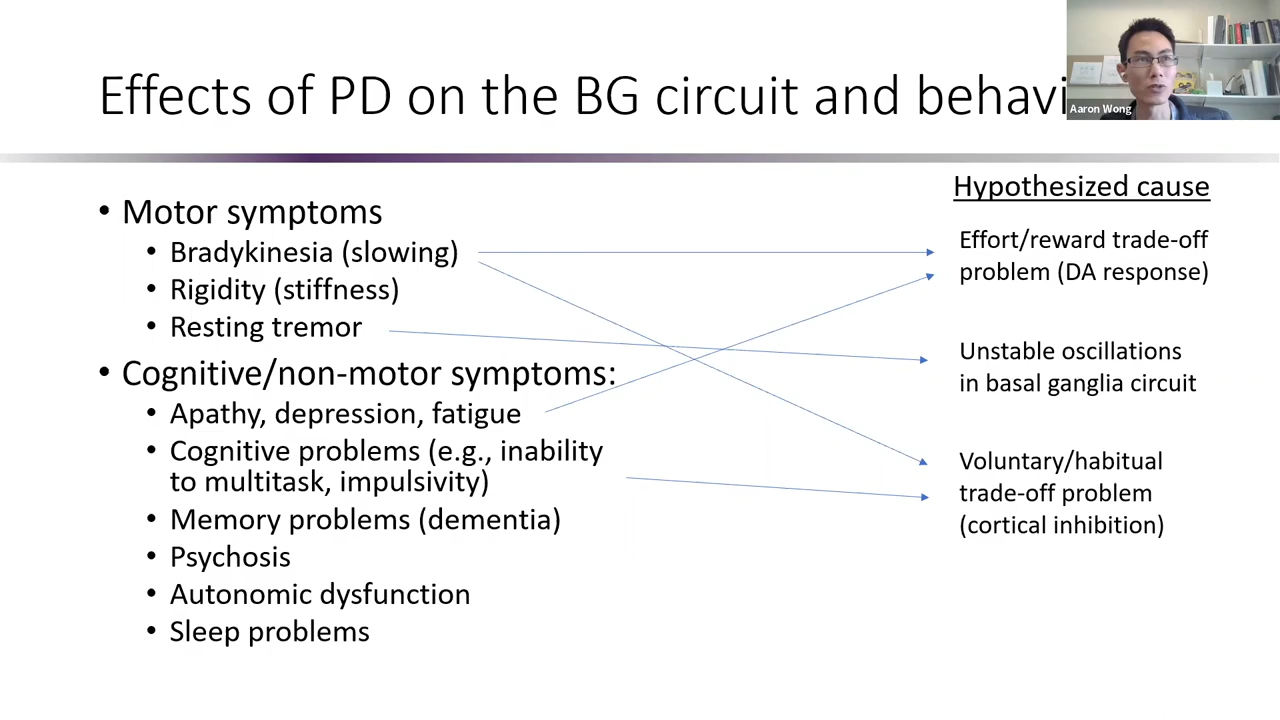 Effects of PD on the BG circuit and behavi
Aaron Wong
• Motor symptoms
• Bradykinesia (slowing)
• Rigidity (stiffness)
• Resting tremor
• Cognitive/non-motor symptoms:
• Apathy, depression, fatigue
• Cognitive problems (e.g., inability
to multitask, impulsivity)
• Memory problems (dementia)
• Psychosis
• Autonomic dysfunction
• Sleep problems
Hypothesized cause
Effort/reward trade-off
problem (DA response)
Unstable oscillations
in basal ganglia circuit
Voluntary/habitual
trade-off problem
(cortical inhibition)